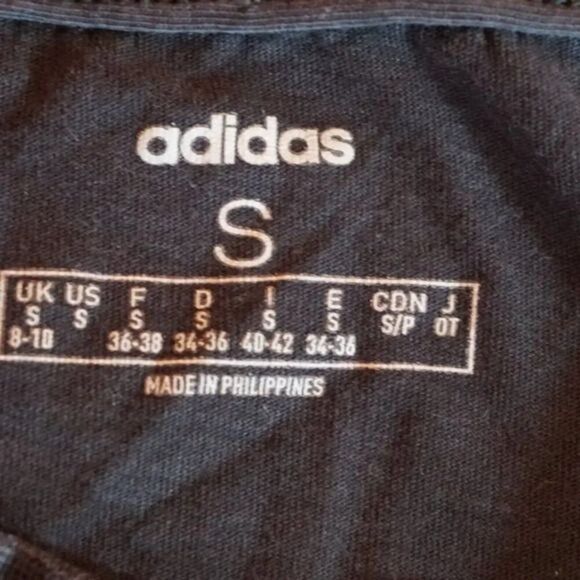 adidas
S
UK US F D I E CDN J
S S S S S S S/P OT
8-10 36-38 34-36 40-42 34-36
MADE IN PHILIPPINES